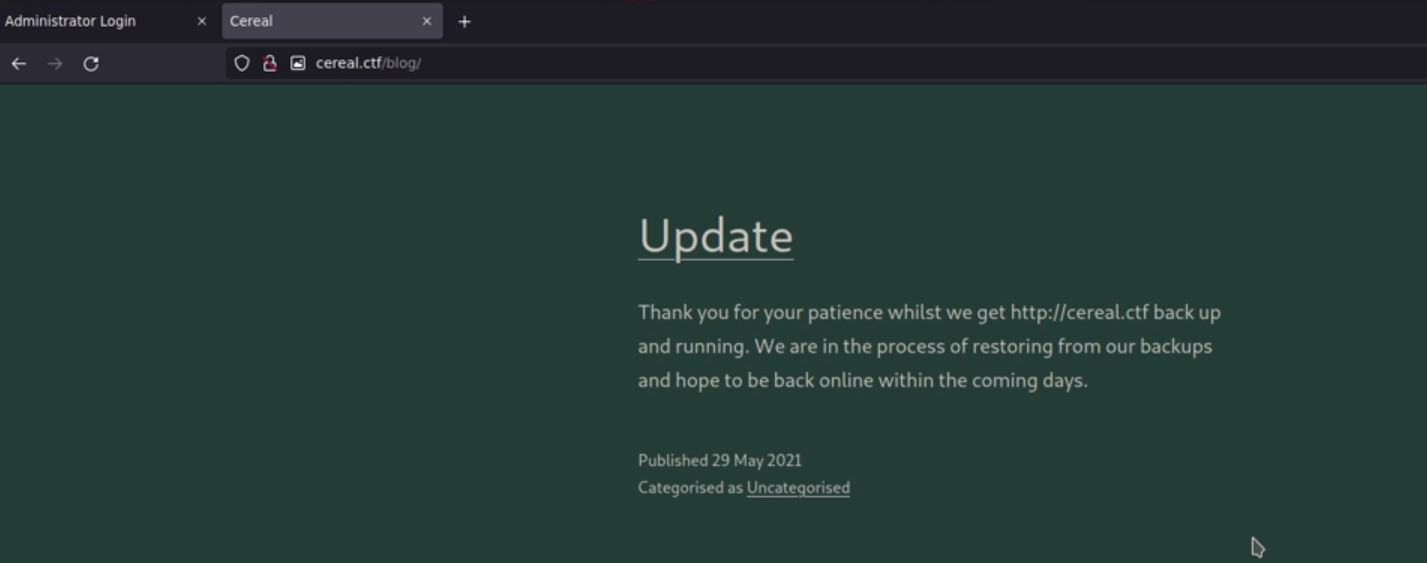 Administrator Login
Cereal
cereal.ctf/blog/
Update
Thank you for your patience whilst we get http://cereal.ctf back up
and running. We are in the process of restoring from our backups
and hope to be back online within the coming days.
Published 29 May 2021
Categorised as Uncategorised